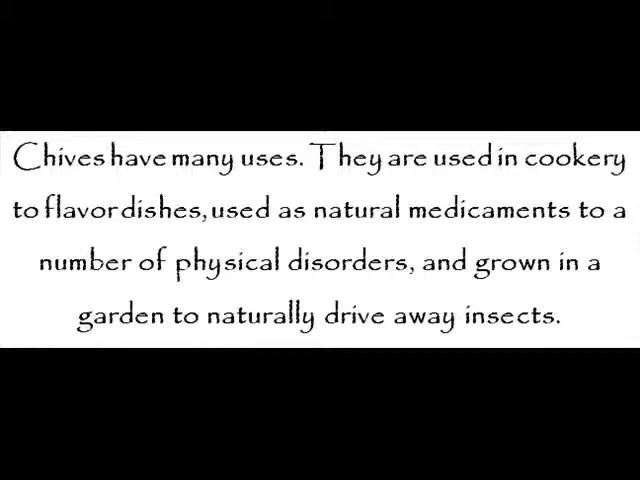 Chives have many uses. They are used in cookery
to flavor dishes, used as natural medicaments to a
number of physical disorders, and grown in a
garden to naturally drive away insects.